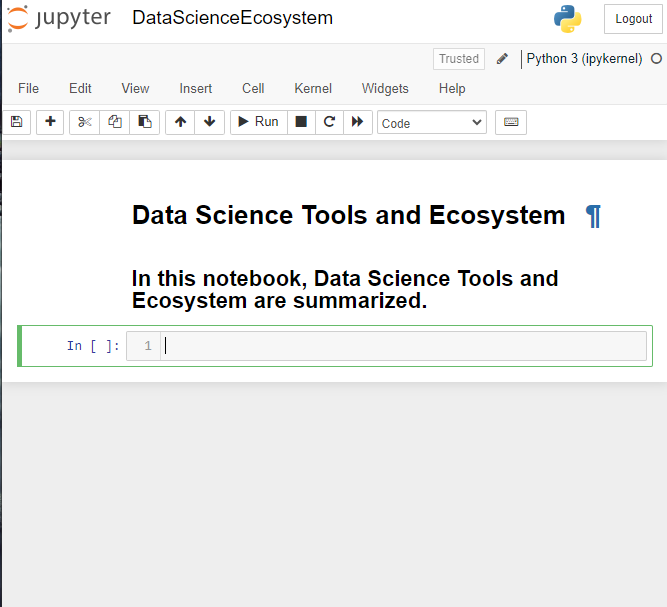 jupyter DataScienceEcosystem Logout
Trusted Python 3 (ipykernel)
File Edit View Insert Cell Kernel Widgets Help
Run Code
Data Science Tools and Ecosystem ¶
In this notebook, Data Science Tools and
Ecosystem are summarized.
In [ ]: 1